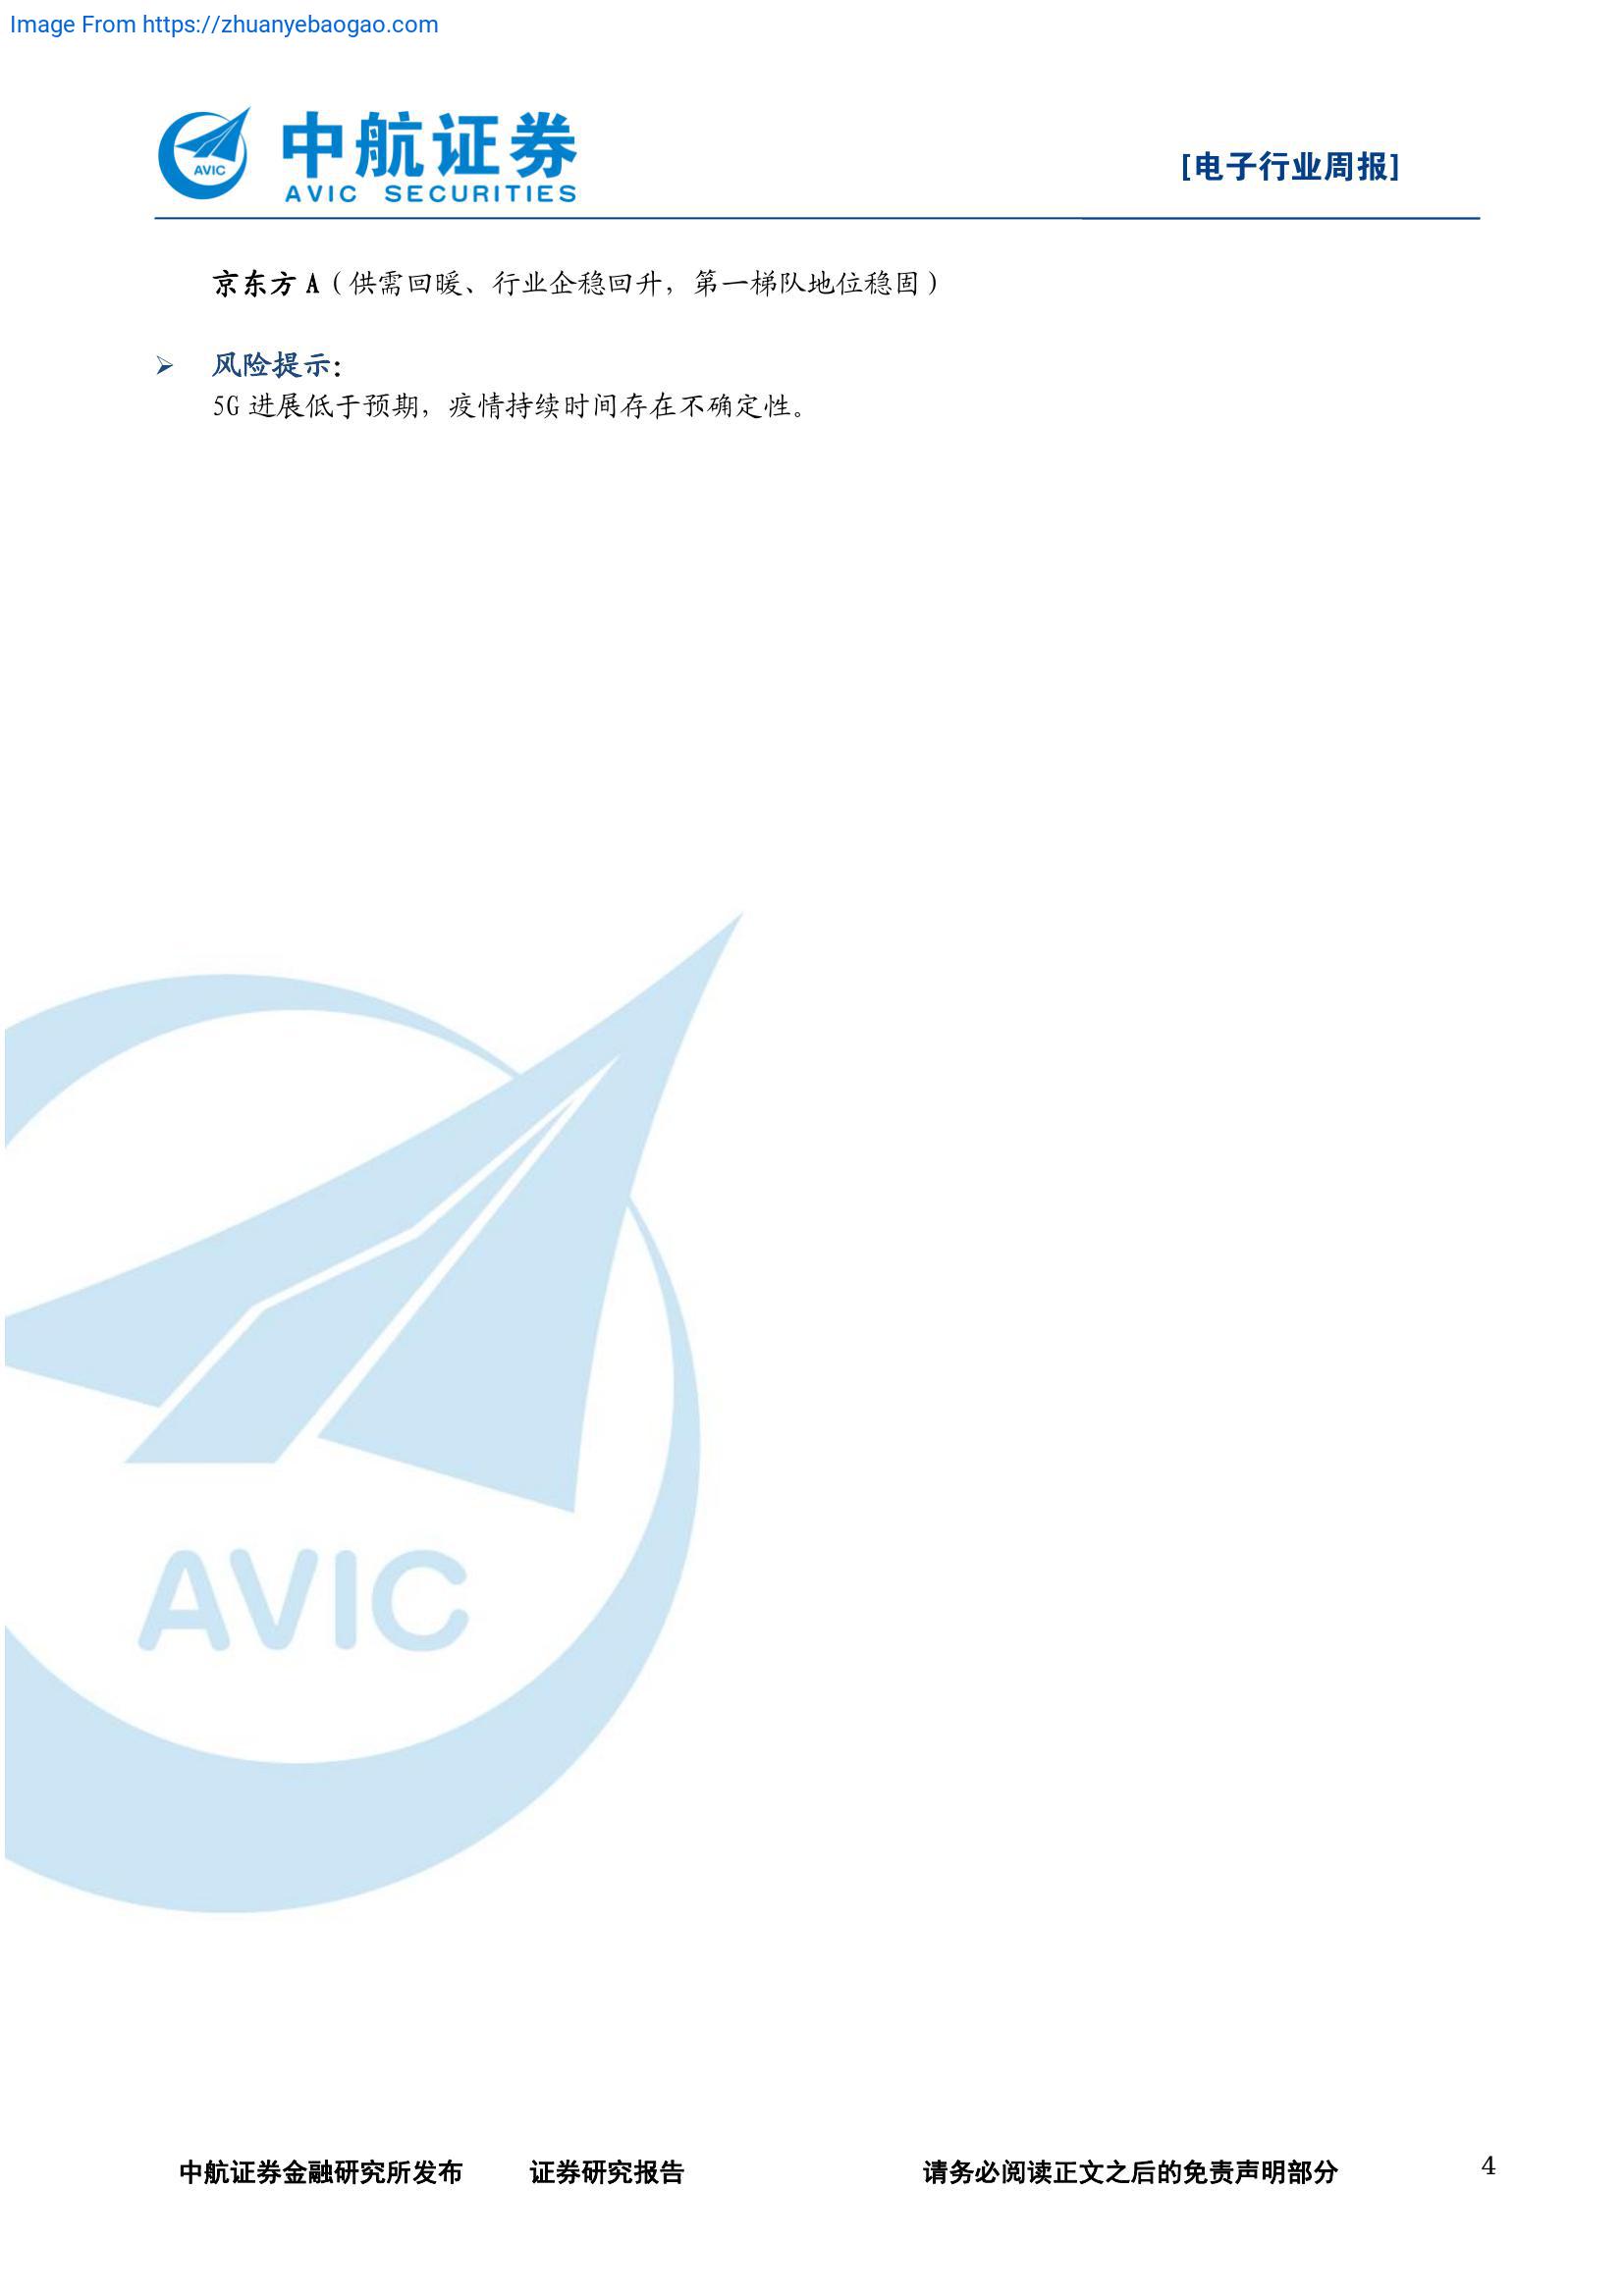 Image From https://zhuanyebaogao.com
AVIC
中航证券
AVIC SECURITIES
[电子行业周报]
京东方 A（供需回暖、行业企稳回升，第一梯队地位稳固）
➢ 风险提示：
5G 进展低于预期，疫情持续时间存在不确定性。
AVIC
中航证券金融研究所发布 证券研究报告 请务必阅读正文之后的免责声明部分 4